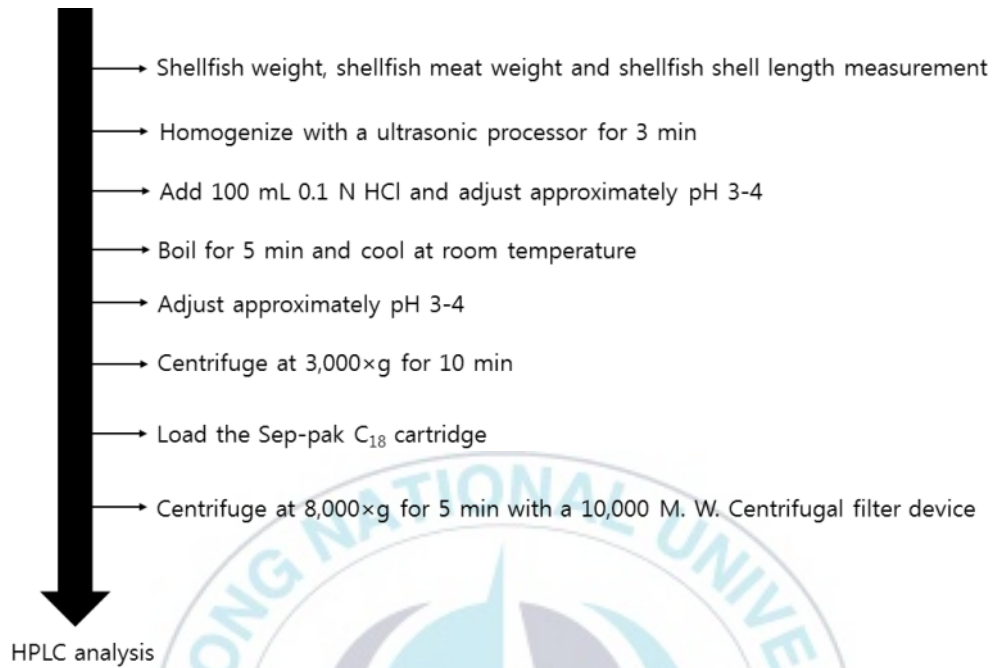 Shellfish weight, shellfish meat weight and shellfish shell length measurement
Homogenize with a ultrasonic processor for 3 min
Add 100 mL 0.1 N HCl and adjust approximately pH 3-4
Boil for 5 min and cool at room temperature
Adjust approximately pH 3-4
Centrifuge at 3,000×g for 10 min
Load the Sep-pak C₁₈ cartridge
Centrifuge at 8,000×g for 5 min with a 10,000 M. W. Centrifugal filter device
ONG NATIONAL UNIVE
HPLC analysis